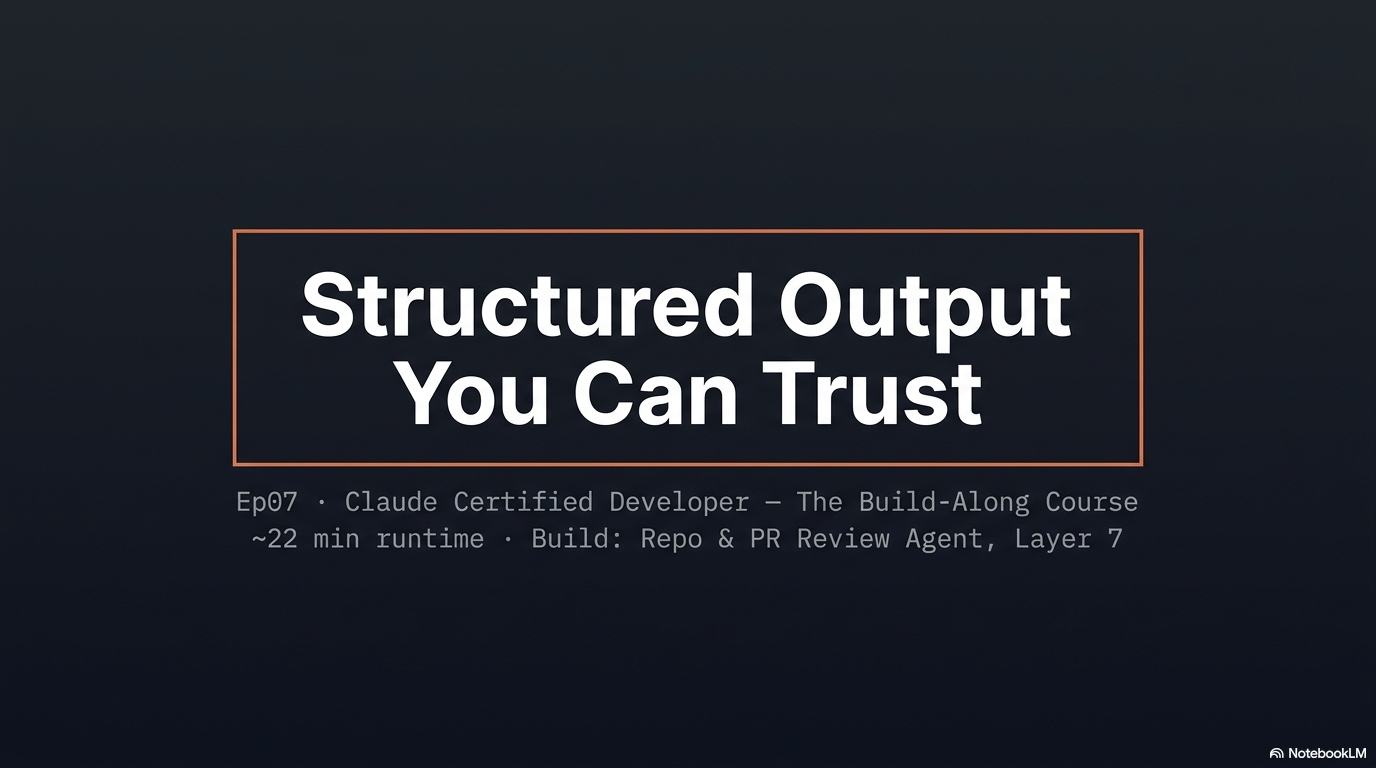 Structured Output
You Can Trust
Ep07 · Claude Certified Developer — The Build-Along Course
~22 min runtime · Build: Repo & PR Review Agent, Layer 7
NotebookLM